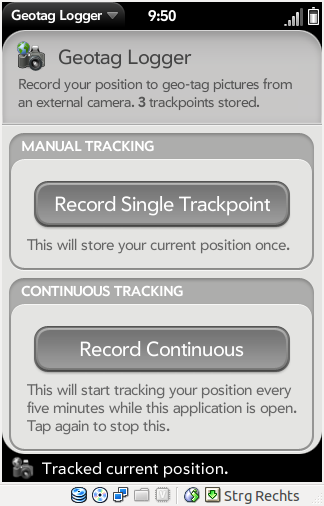 Geotag Logger 9:50
Geotag Logger
Record your position to geo-tag pictures from
an external camera. 3 trackpoints stored.
MANUAL TRACKING
Record Single Trackpoint
This will store your current position once.
CONTINUOUS TRACKING
Record Continuous
This will start tracking your position every
five minutes while this application is open.
Tap again to stop this.
Tracked current position.
Strg Rechts